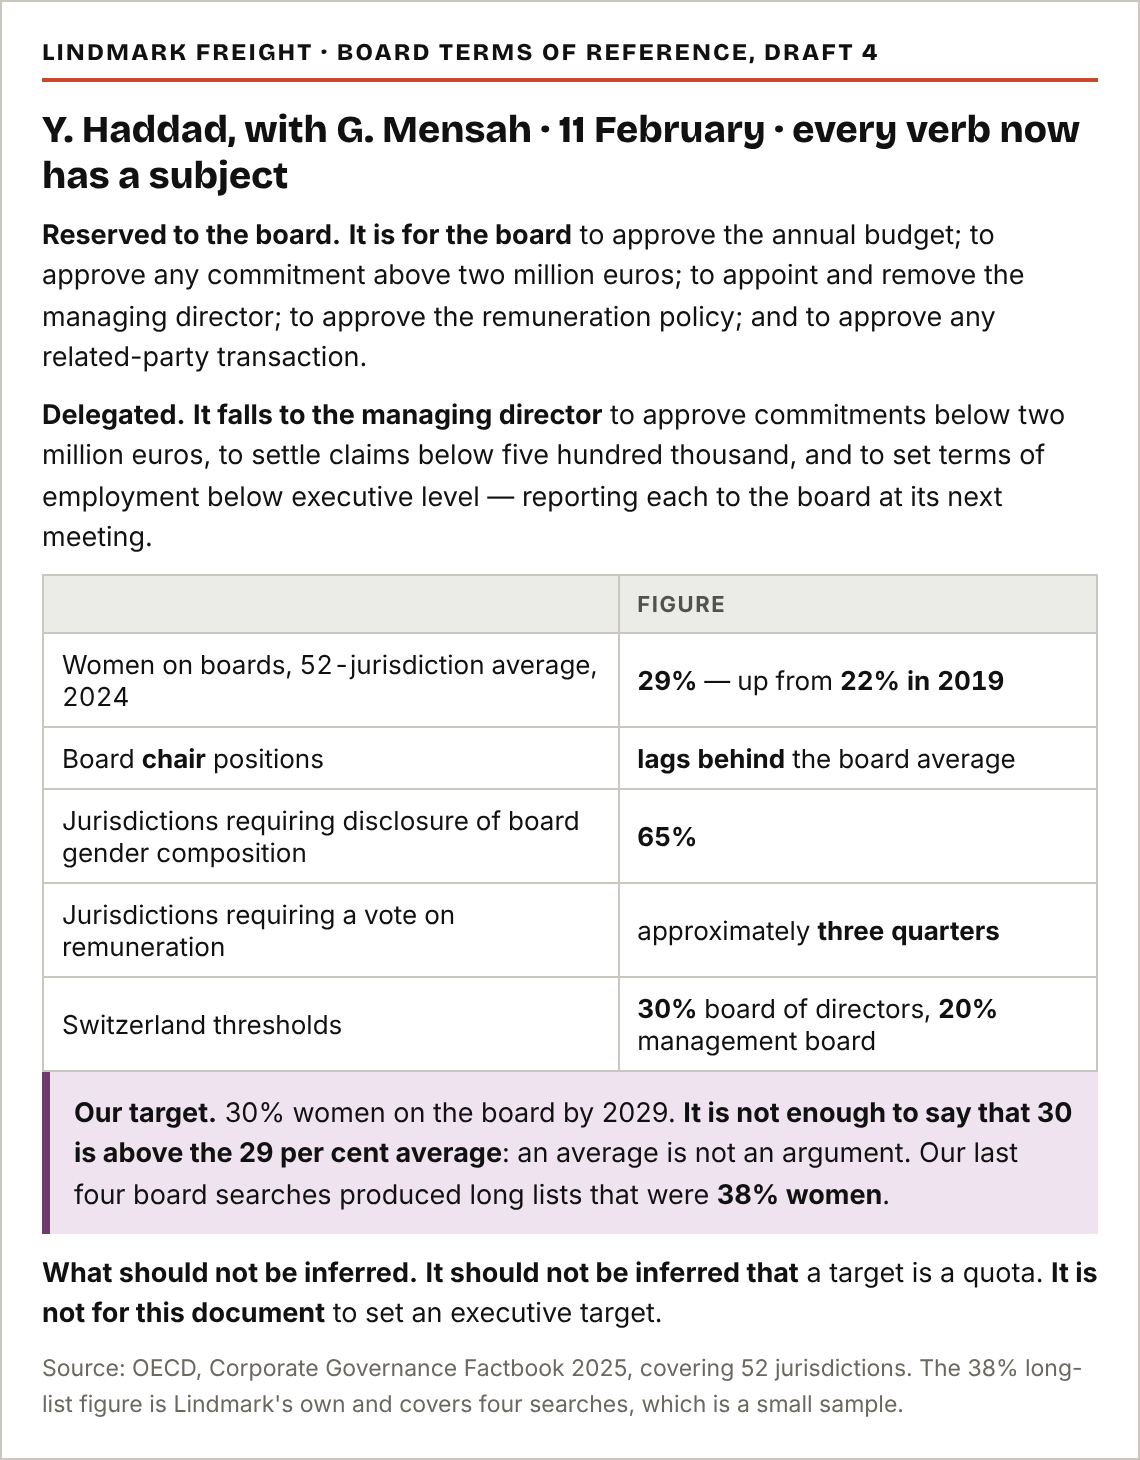 LINDMARK FREIGHT · BOARD TERMS OF REFERENCE, DRAFT 4
Y. Haddad, with G. Mensah · 11 February · every verb now
has a subject
Reserved to the board. It is for the board to approve the annual budget; to
approve any commitment above two million euros; to appoint and remove the
managing director; to approve the remuneration policy; and to approve any
related-party transaction.
Delegated. It falls to the managing director to approve commitments below two
million euros, to settle claims below five hundred thousand, and to set terms of
employment below executive level — reporting each to the board at its next
meeting.
FIGURE
Women on boards, 52-jurisdiction average,
2024
29% — up from 22% in 2019
Board chair positions
lags behind the board average
Jurisdictions requiring disclosure of board
gender composition
65%
Jurisdictions requiring a vote on
remuneration
approximately three quarters
Switzerland thresholds
30% board of directors, 20%
management board
Our target. 30% women on the board by 2029. It is not enough to say that 30
is above the 29 per cent average: an average is not an argument. Our last
four board searches produced long lists that were 38% women.
What should not be inferred. It should not be inferred that a target is a quota. It is
not for this document to set an executive target.
Source: OECD, Corporate Governance Factbook 2025, covering 52 jurisdictions. The 38% long-
list figure is Lindmark's own and covers four searches, which is a small sample.